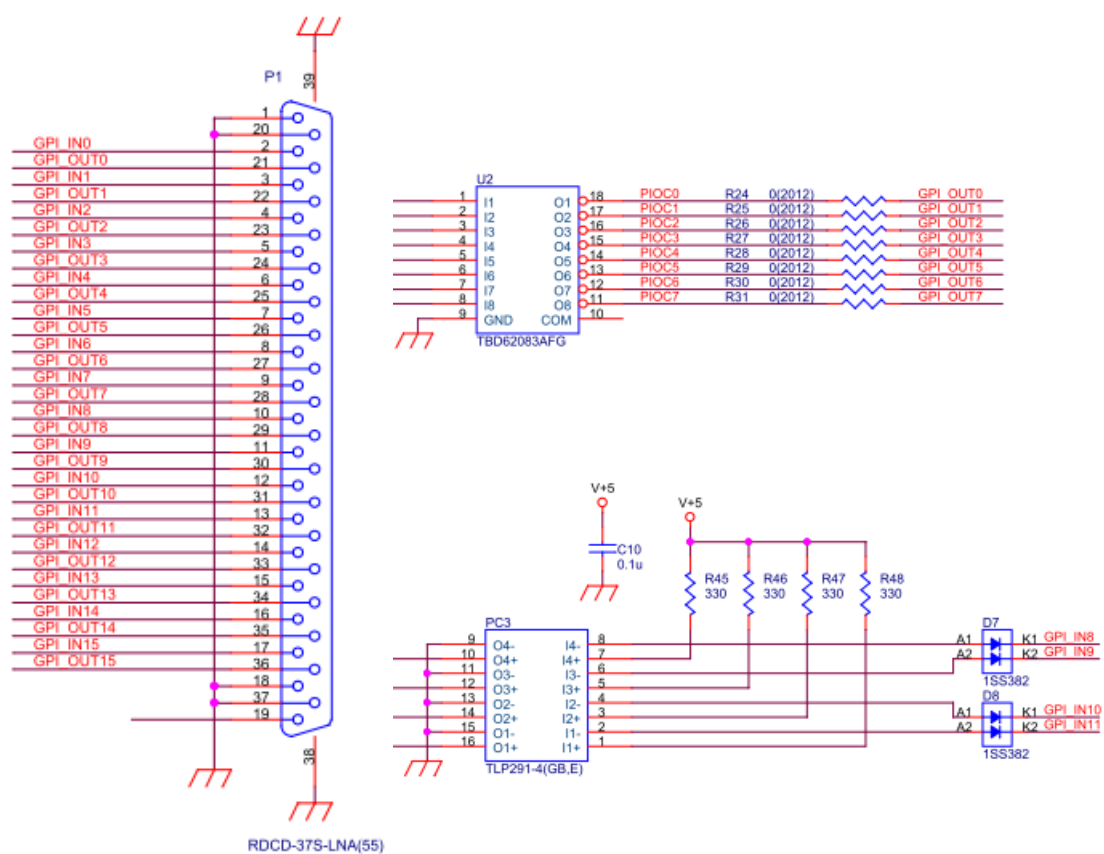 P1
39
1
20
GPI_IN0 2
GPI_OUT0 21
GPI_IN1 3
GPI_OUT1 22
GPI_IN2 4
GPI_OUT2 23
GPI_IN3 5
GPI_OUT3 24
GPI_IN4 6
GPI_OUT4 25
GPI_IN5 7
GPI_OUT5 26
GPI_IN6 8
GPI_OUT6 27
GPI_IN7 9
GPI_OUT7 28
GPI_IN8 10
GPI_OUT8 29
GPI_IN9 11
GPI_OUT9 30
GPI_IN10 12
GPI_OUT10 31
GPI_IN11 13
GPI_OUT11 32
GPI_IN12 14
GPI_OUT12 33
GPI_IN13 15
GPI_OUT13 34
GPI_IN14 16
GPI_OUT14 35
GPI_IN15 17
GPI_OUT15 36
18
37
19
38
RDCD-37S-LNA(55)
U2
1 I1 O1 18 PIOC0 R24 0(2012) GPI_OUT0
2 I2 O2 17 PIOC1 R25 0(2012) GPI_OUT1
3 I3 O3 16 PIOC2 R26 0(2012) GPI_OUT2
4 I4 O4 15 PIOC3 R27 0(2012) GPI_OUT3
5 I5 O5 14 PIOC4 R28 0(2012) GPI_OUT4
6 I6 O6 13 PIOC5 R29 0(2012) GPI_OUT5
7 I7 O7 12 PIOC6 R30 0(2012) GPI_OUT6
8 I8 O8 11 PIOC7 R31 0(2012) GPI_OUT7
9 GND COM 10
TBD62083AFG
V+5
V+5
C10
0.1u
R45 R46 R47 R48
330 330 330 330
PC3
9 O4- I4- 8
10 O4+ I4+ 7
11 O3- I3- 6
12 O3+ I3+ 5
13 O2- I2- 4
14 O2+ I2+ 3
15 O1- I1- 2
16 O1+ I1+ 1
TLP291-4(GB,E)
D7
A1 K1 GPI_IN8
A2 K2 GPI_IN9
1SS382
D8
A1 K1 GPI_IN10
A2 K2 GPI_IN11
1SS382